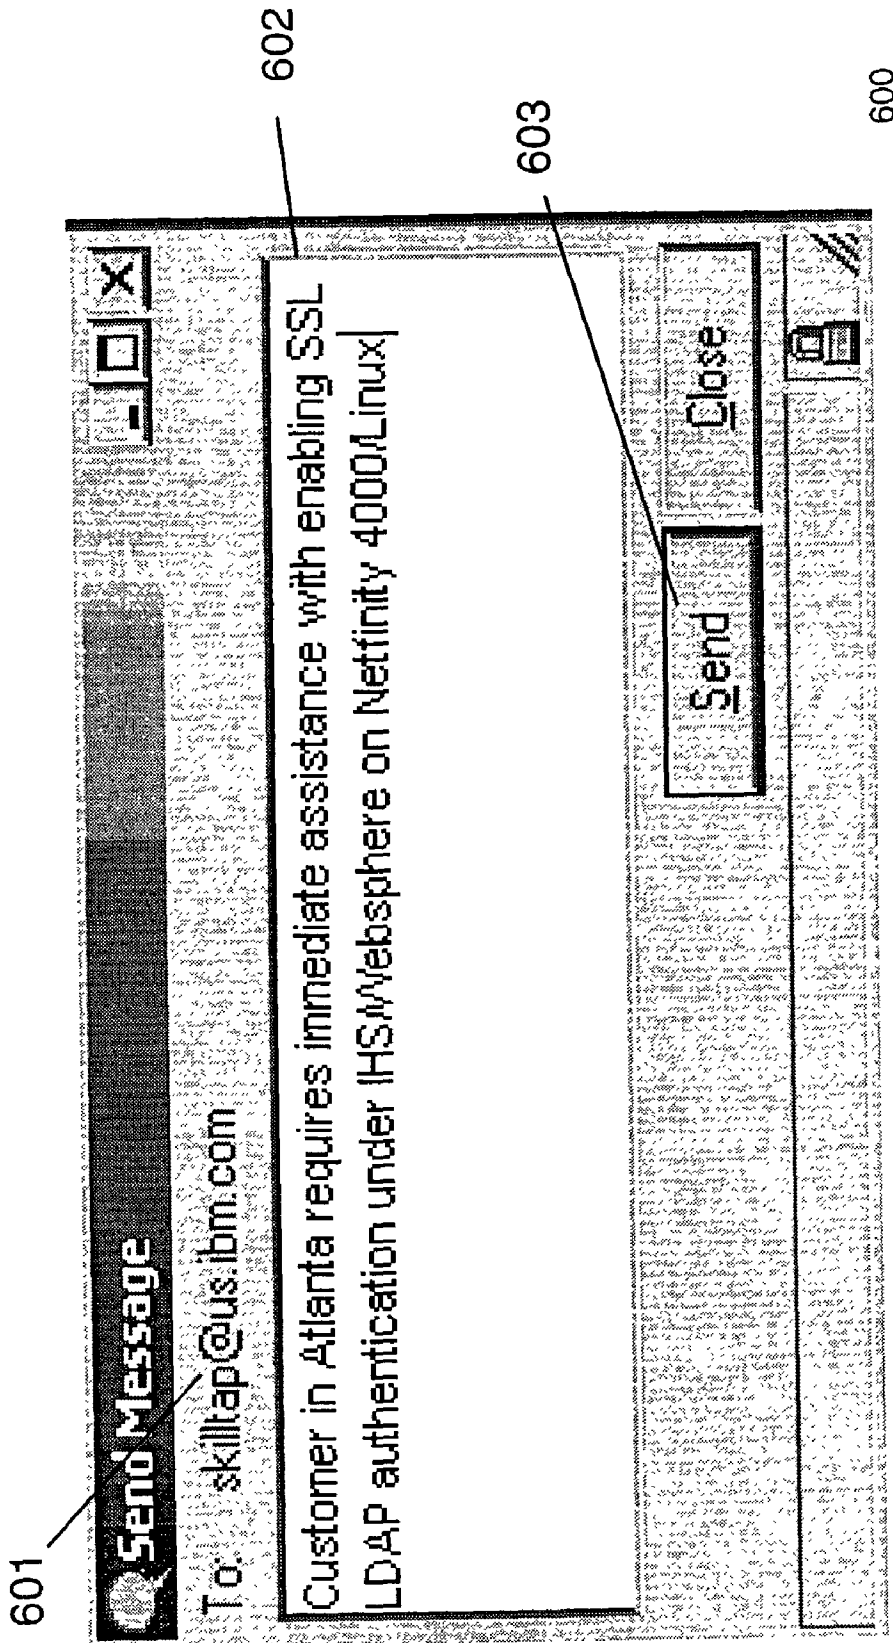 601
Send Message
To: skilltap@us.ibm.com
602
Customer in Atlanta requires immediate assistance with enabling SSL
LDAP authentication under IHS/Websphere on Netfinity 4000/Linux
603
Send
Close
600